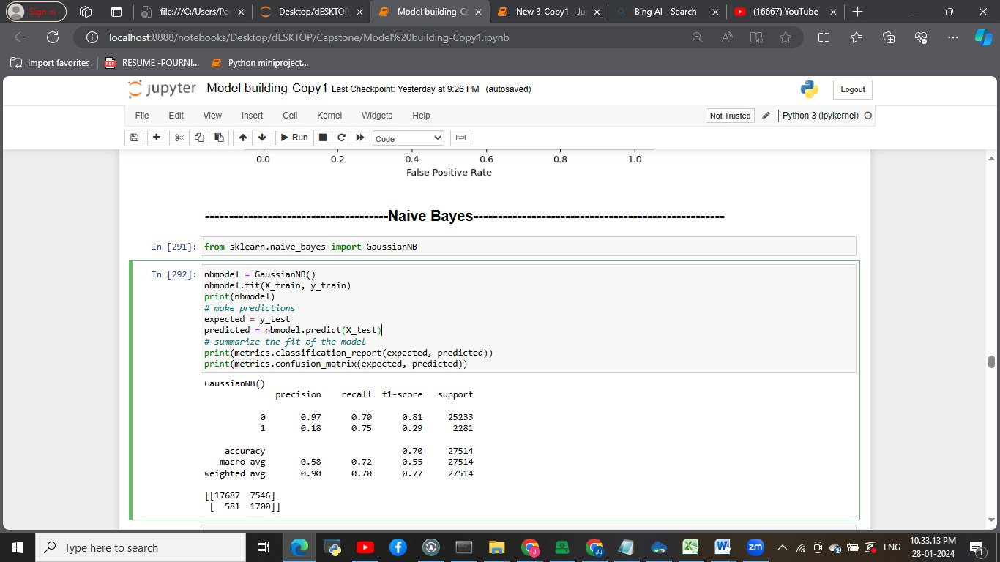 Sign in
file:///C:/Users/Po
Desktop/dESKTOP
Model building-C
New 3-Copy1 - Ju
Bing AI - Search
(16667) YouTube
localhost:8888/notebooks/Desktop/dESKTOP/Capstone/Model%20building-Copy1.ipynb
Import favorites
RESUME -POURNI...
Python miniproject...
jupyter Model building-Copy1 Last Checkpoint: Yesterday at 9:26 PM (autosaved)
Logout
File Edit View Insert Cell Kernel Widgets Help
Not Trusted
Python 3 (ipykernel)
Run
Code
0.0 0.2 0.4 0.6 0.8 1.0
False Positive Rate
--------------------------------------Naive Bayes----------------------------------------------------
In [291]: from sklearn.naive_bayes import GaussianNB
In [292]: nbmodel = GaussianNB()
nbmodel.fit(X_train, y_train)
print(nbmodel)
# make predictions
expected = y_test
predicted = nbmodel.predict(X_test)
# summarize the fit of the model
print(metrics.classification_report(expected, predicted))
print(metrics.confusion_matrix(expected, predicted))
GaussianNB()
precision recall f1-score support
0 0.97 0.70 0.81 25233
1 0.18 0.75 0.29 2281
accuracy 0.70 27514
macro avg 0.58 0.72 0.55 27514
weighted avg 0.90 0.70 0.77 27514
[[17687 7546]
[ 581 1700]]
Type here to search
zm
ENG
10.33.13 PM
28-01-2024
1